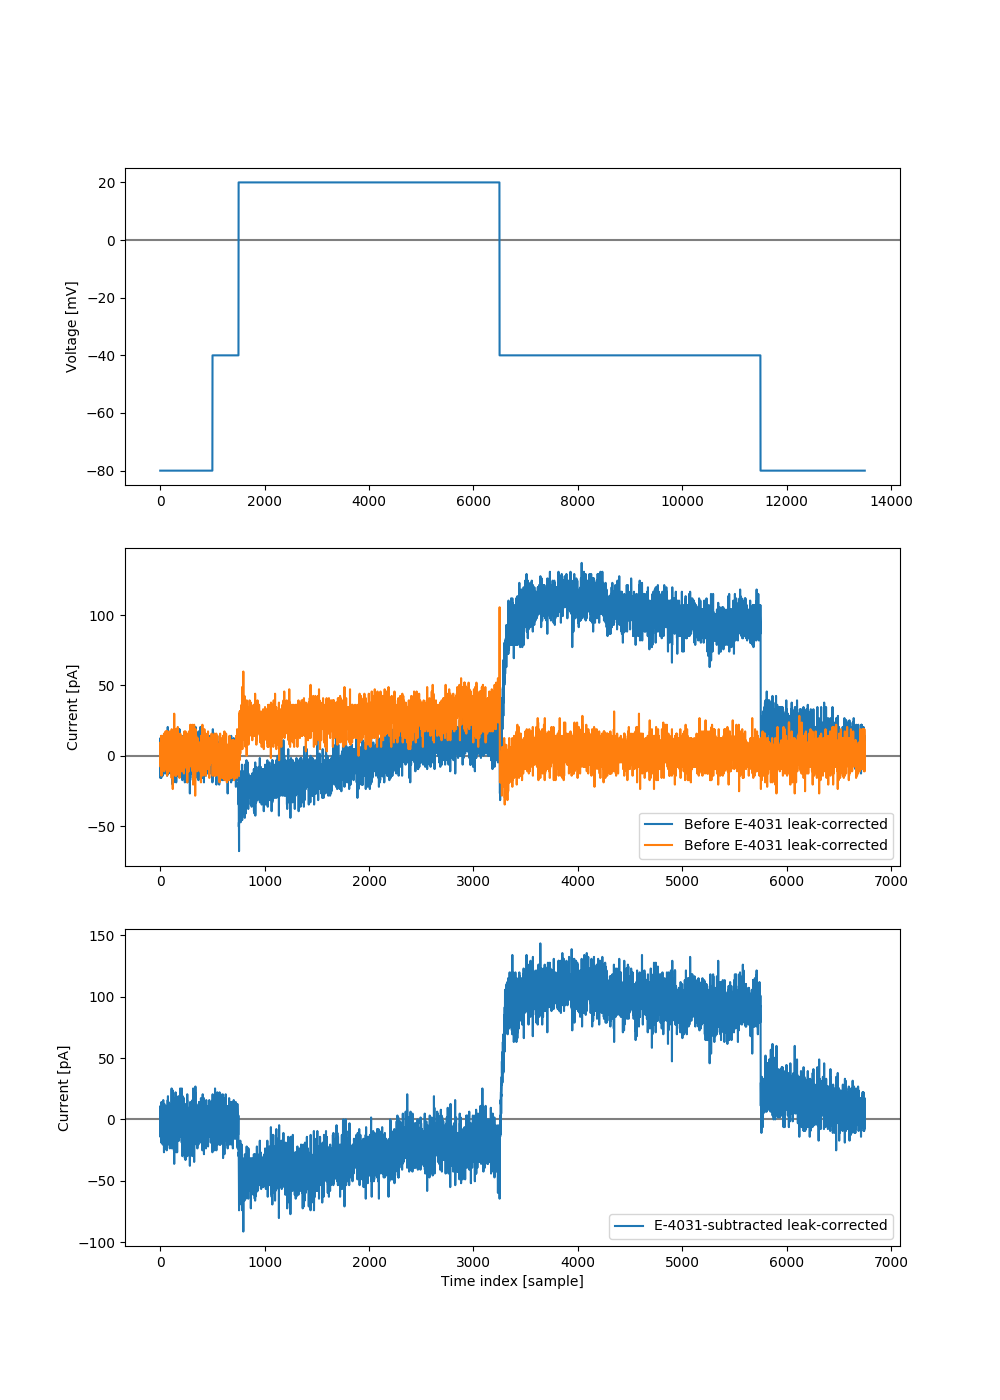 20
0
−20
−40
−60
−80
Voltage [mV]
0 2000 4000 6000 8000 10000 12000 14000
100
50
0
−50
Current [pA]
Before E-4031 leak-corrected
Before E-4031 leak-corrected
0 1000 2000 3000 4000 5000 6000 7000
150
100
50
0
−50
−100
Current [pA]
E-4031-subtracted leak-corrected
0 1000 2000 3000 4000 5000 6000 7000
Time index [sample]